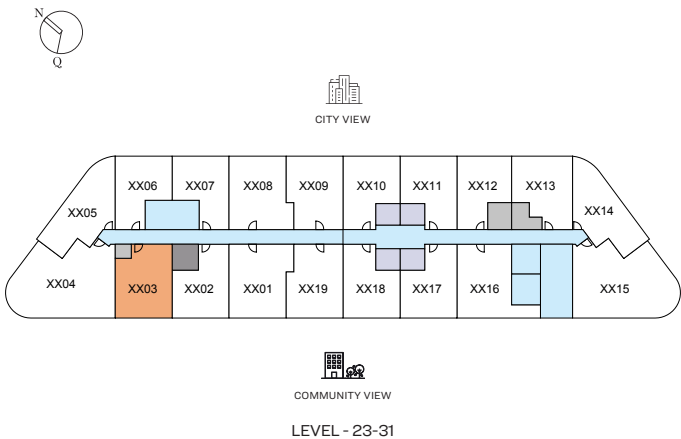 N
Q
CITY VIEW
XX06 XX07 XX08 XX09 XX10 XX11 XX12 XX13
XX05 XX14
XX04 XX03 XX02 XX01 XX19 XX18 XX17 XX16 XX15
COMMUNITY VIEW
LEVEL - 23-31